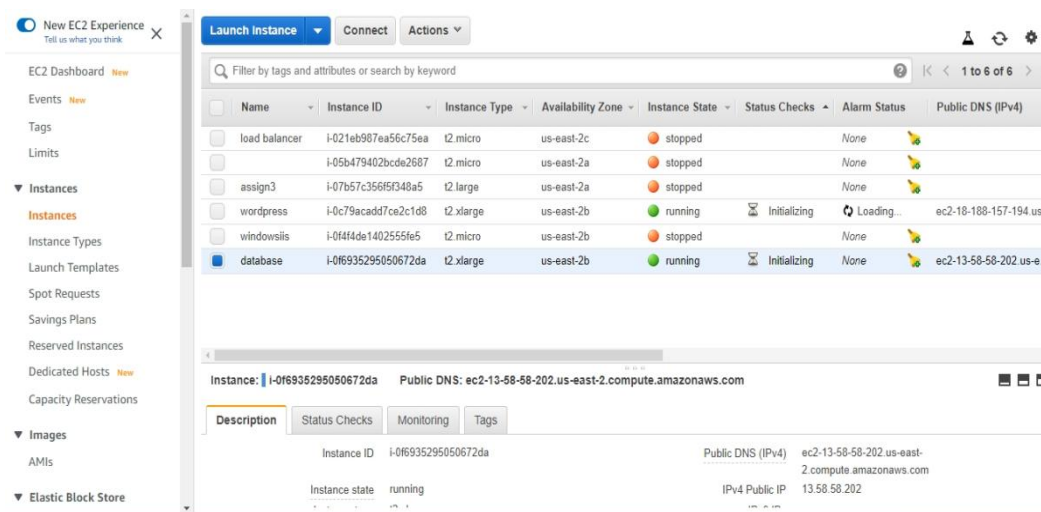 New EC2 Experience
Tell us what you think
EC2 Dashboard New
Events New
Tags
Limits
Instances
Instances
Instance Types
Launch Templates
Spot Requests
Savings Plans
Reserved Instances
Dedicated Hosts New
Capacity Reservations
Images
AMIs
Elastic Block Store
Launch Instance Connect Actions
Filter by tags and attributes or search by keyword 1 to 6 of 6
Name Instance ID Instance Type Availability Zone Instance State Status Checks Alarm Status Public DNS (IPv4)
load balancer i-021eb987ea56c75ea t2.micro us-east-2c stopped None
i-05b479402bcde2687 t2.micro us-east-2a stopped None
assign3 i-07b57c356f5f348a5 t2.large us-east-2a stopped None
wordpress i-0c79acadd7ce2c1d8 t2.xlarge us-east-2b running Initializing Loading... ec2-18-188-157-194.us
windowsiis i-0f4f4de1402555fe5 t2.micro us-east-2b stopped None
database i-0f6935295050672da t2.xlarge us-east-2b running Initializing None ec2-13-58-58-202.us-e
Instance: i-0f6935295050672da Public DNS: ec2-13-58-58-202.us-east-2.compute.amazonaws.com
Description Status Checks Monitoring Tags
Instance ID i-0f6935295050672da Public DNS (IPv4) ec2-13-58-58-202.us-east-
2.compute.amazonaws.com
Instance state running IPv4 Public IP 13.58.58.202